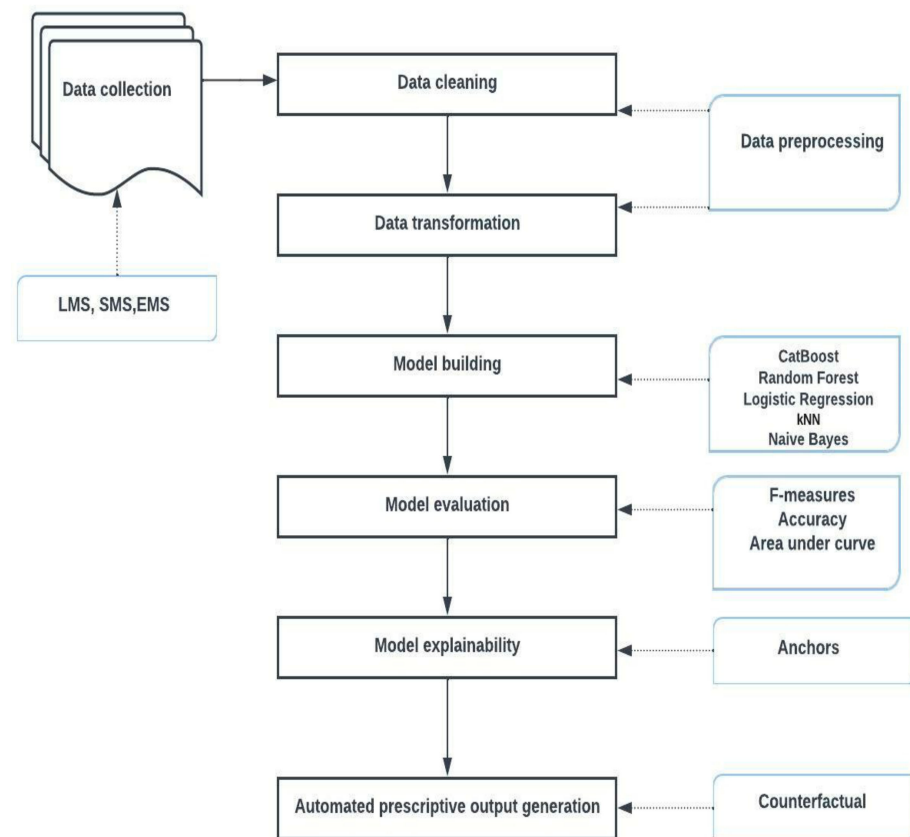 Data collection
Data cleaning
Data preprocessing
Data transformation
LMS, SMS,EMS
Model building
CatBoost
Random Forest
Logistic Regression
kNN
Naive Bayes
Model evaluation
F-measures
Accuracy
Area under curve
Model explainability
Anchors
Automated prescriptive output generation
Counterfactual